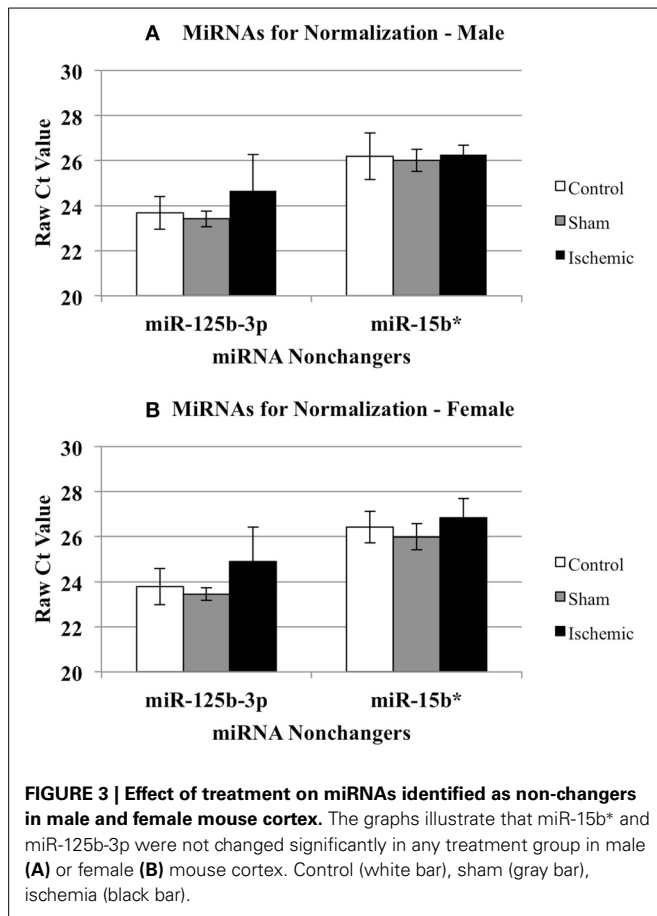 A MiRNAs for Normalization - Male
30
28
26
24
22
20
Raw Ct Value
Control
Sham
Ischemic
miR-125b-3p miR-15b*
miRNA Nonchangers
B MiRNAs for Normalization - Female
30
28
26
24
22
20
Raw Ct Value
Control
Sham
Ischemic
miR-125b-3p miR-15b*
miRNA Nonchangers
FIGURE 3 | Effect of treatment on miRNAs identified as non-changers
in male and female mouse cortex. The graphs illustrate that miR-15b* and
miR-125b-3p were not changed significantly in any treatment group in male
(A) or female (B) mouse cortex. Control (white bar), sham (gray bar),
ischemia (black bar).